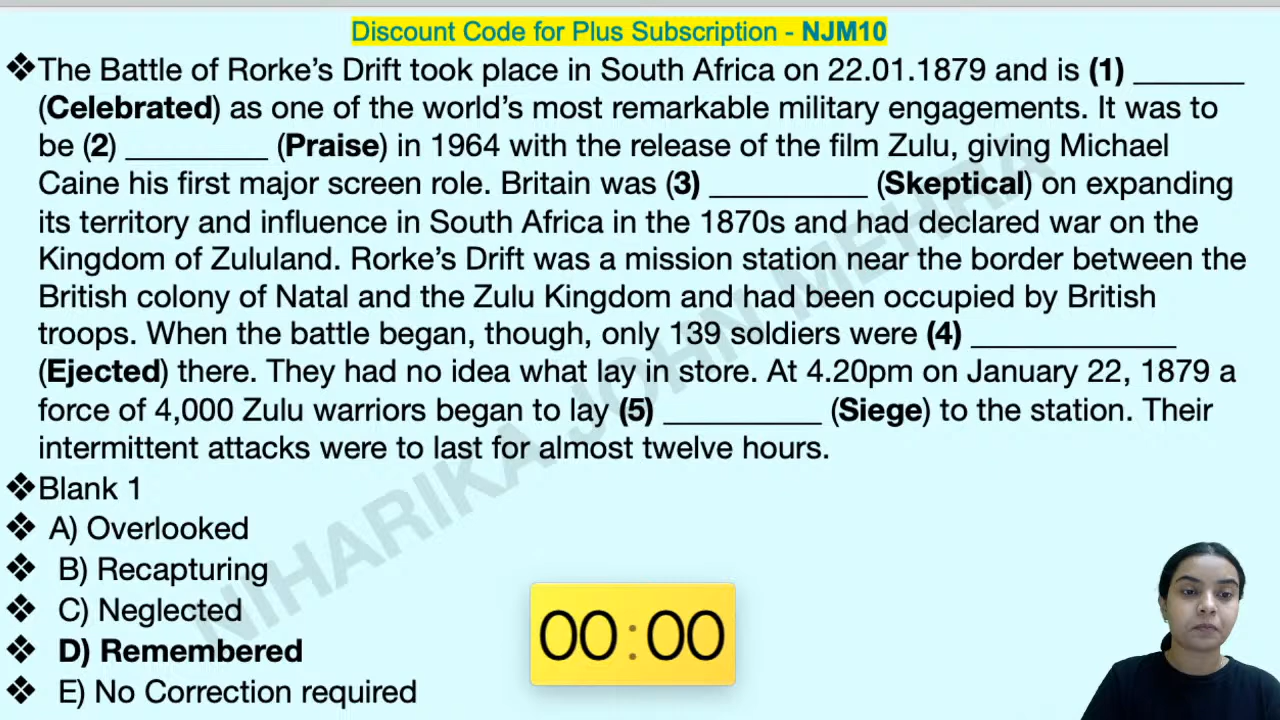 Discount Code for Plus Subscription - NJM10
❖The Battle of Rorke's Drift took place in South Africa on 22.01.1879 and is (1) _______
(Celebrated) as one of the world's most remarkable military engagements. It was to
be (2) _________ (Praise) in 1964 with the release of the film Zulu, giving Michael
Caine his first major screen role. Britain was (3) __________ (Skeptical) on expanding
its territory and influence in South Africa in the 1870s and had declared war on the
Kingdom of Zululand. Rorke's Drift was a mission station near the border between the
British colony of Natal and the Zulu Kingdom and had been occupied by British
troops. When the battle began, though, only 139 soldiers were (4) _____________
(Ejected) there. They had no idea what lay in store. At 4.20pm on January 22, 1879 a
force of 4,000 Zulu warriors began to lay (5) __________ (Siege) to the station. Their
intermittent attacks were to last for almost twelve hours.
❖Blank 1
❖ A) Overlooked
❖ B) Recapturing
❖ C) Neglected
❖ D) Remembered
❖ E) No Correction required
00:00
NIHARIKA JOHN MEHRA